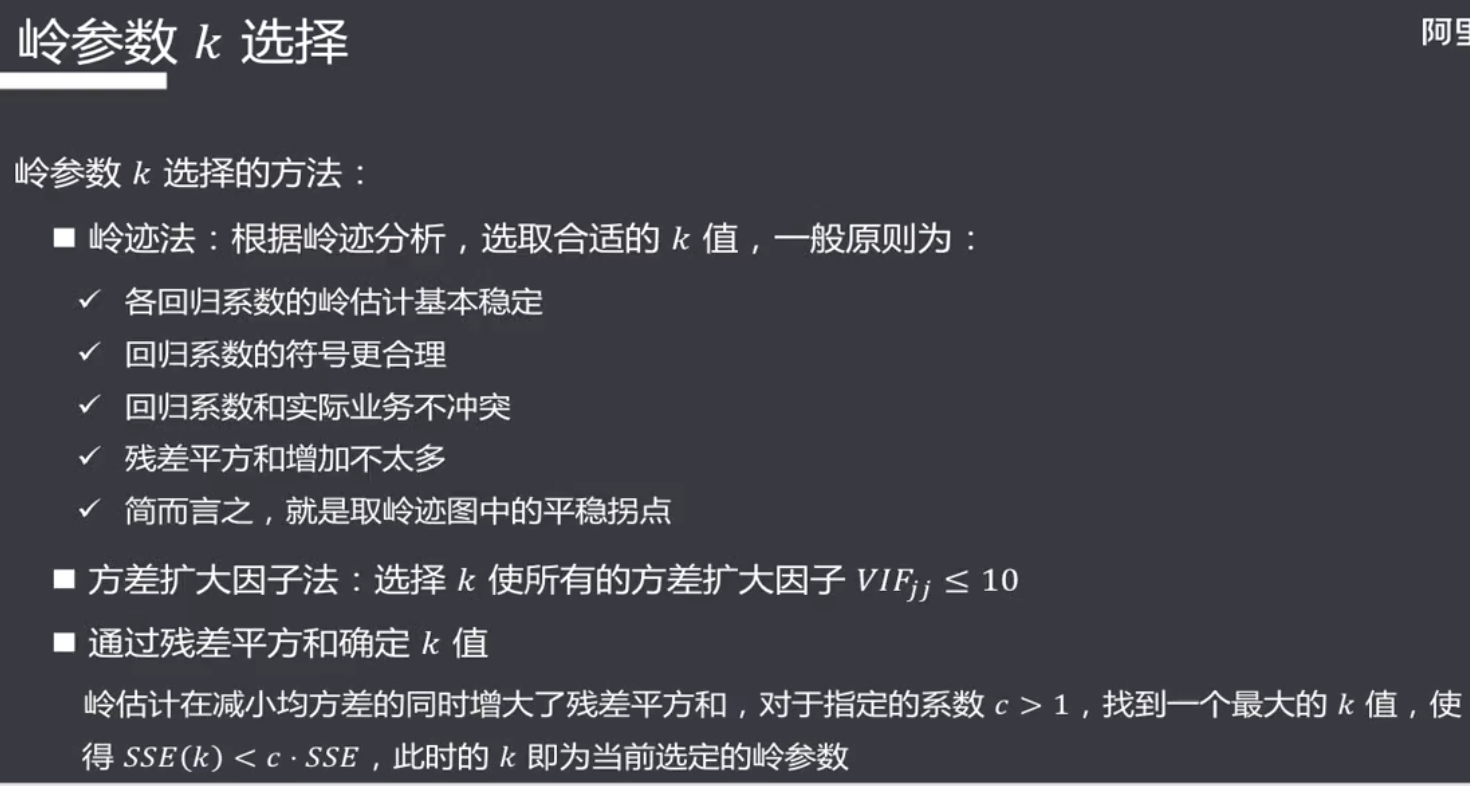 岭参数 k 选择
阿里
岭参数 k 选择的方法：
■ 岭迹法：根据岭迹分析，选取合适的 k 值，一般原则为：
✓ 各回归系数的岭估计基本稳定
✓ 回归系数的符号更合理
✓ 回归系数和实际业务不冲突
✓ 残差平方和增加不太多
✓ 简而言之，就是取岭迹图中的平稳拐点
■ 方差扩大因子法：选择 k 使所有的方差扩大因子 VIF_{jj} ≤ 10
■ 通过残差平方和确定 k 值
岭估计在减小均方差的同时增大了残差平方和，对于指定的系数 c > 1，找到一个最大的 k 值，使
得 SSE(k) < c · SSE，此时的 k 即为当前选定的岭参数